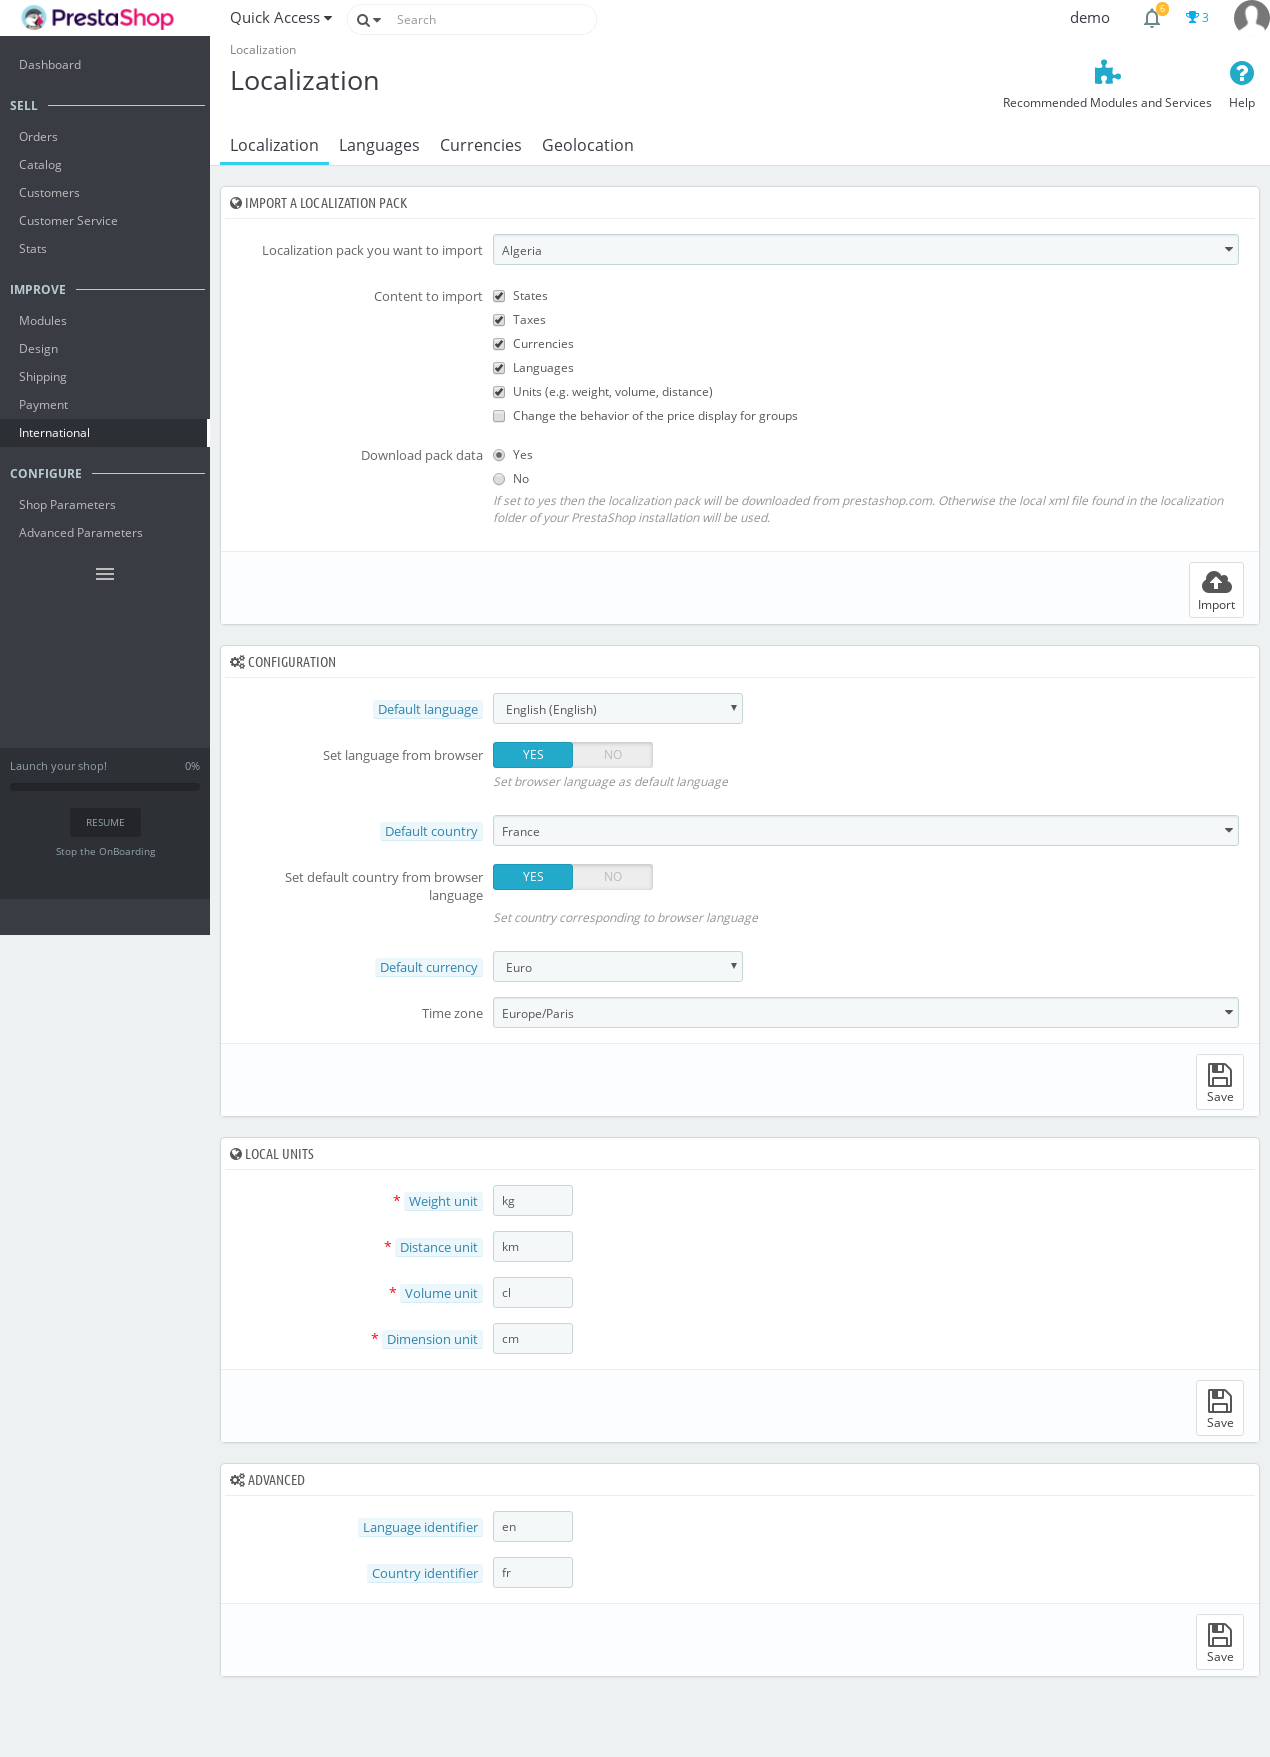 PrestaShop
Quick Access
Search
demo
6
3
Dashboard
SELL
Orders
Catalog
Customers
Customer Service
Stats
IMPROVE
Modules
Design
Shipping
Payment
International
CONFIGURE
Shop Parameters
Advanced Parameters
Launch your shop!
0%
RESUME
Stop the OnBoarding
Localization
Localization
Recommended Modules and Services
Help
Localization
Languages
Currencies
Geolocation
IMPORT A LOCALIZATION PACK
Localization pack you want to import
Algeria
Content to import
States
Taxes
Currencies
Languages
Units (e.g. weight, volume, distance)
Change the behavior of the price display for groups
Download pack data
Yes
No
If set to yes then the localization pack will be downloaded from prestashop.com. Otherwise the local xml file found in the localization
folder of your PrestaShop installation will be used.
Import
CONFIGURATION
Default language
English (English)
Set language from browser
YES
NO
Set browser language as default language
Default country
France
Set default country from browser
language
YES
NO
Set country corresponding to browser language
Default currency
Euro
Time zone
Europe/Paris
Save
LOCAL UNITS
* Weight unit
kg
* Distance unit
km
* Volume unit
cl
* Dimension unit
cm
Save
ADVANCED
Language identifier
en
Country identifier
fr
Save